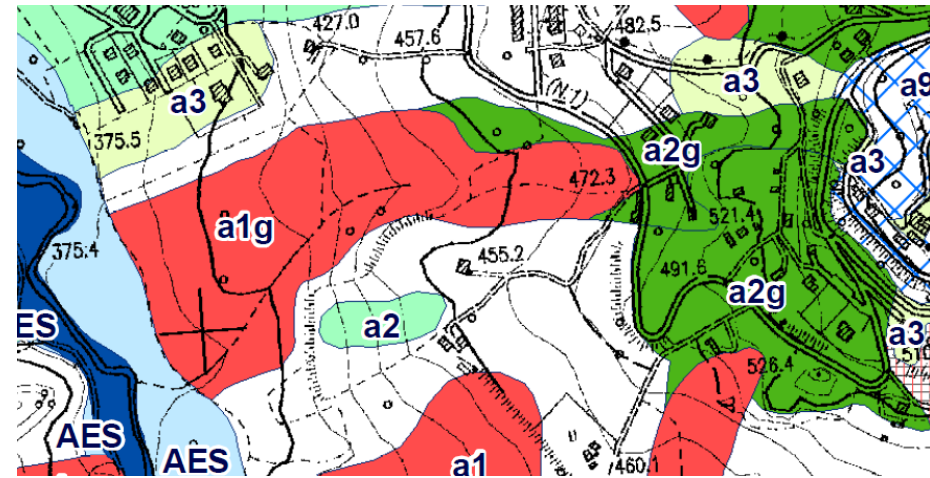 427.0
457.6
482.5
(N.1)
a3
a3
a9
375.5
a2g
a3
472.3
a1g
521.4
375.4
455.2
491.6
a2g
ES
a2
a3
526.4
AES
AES
a1
460.1